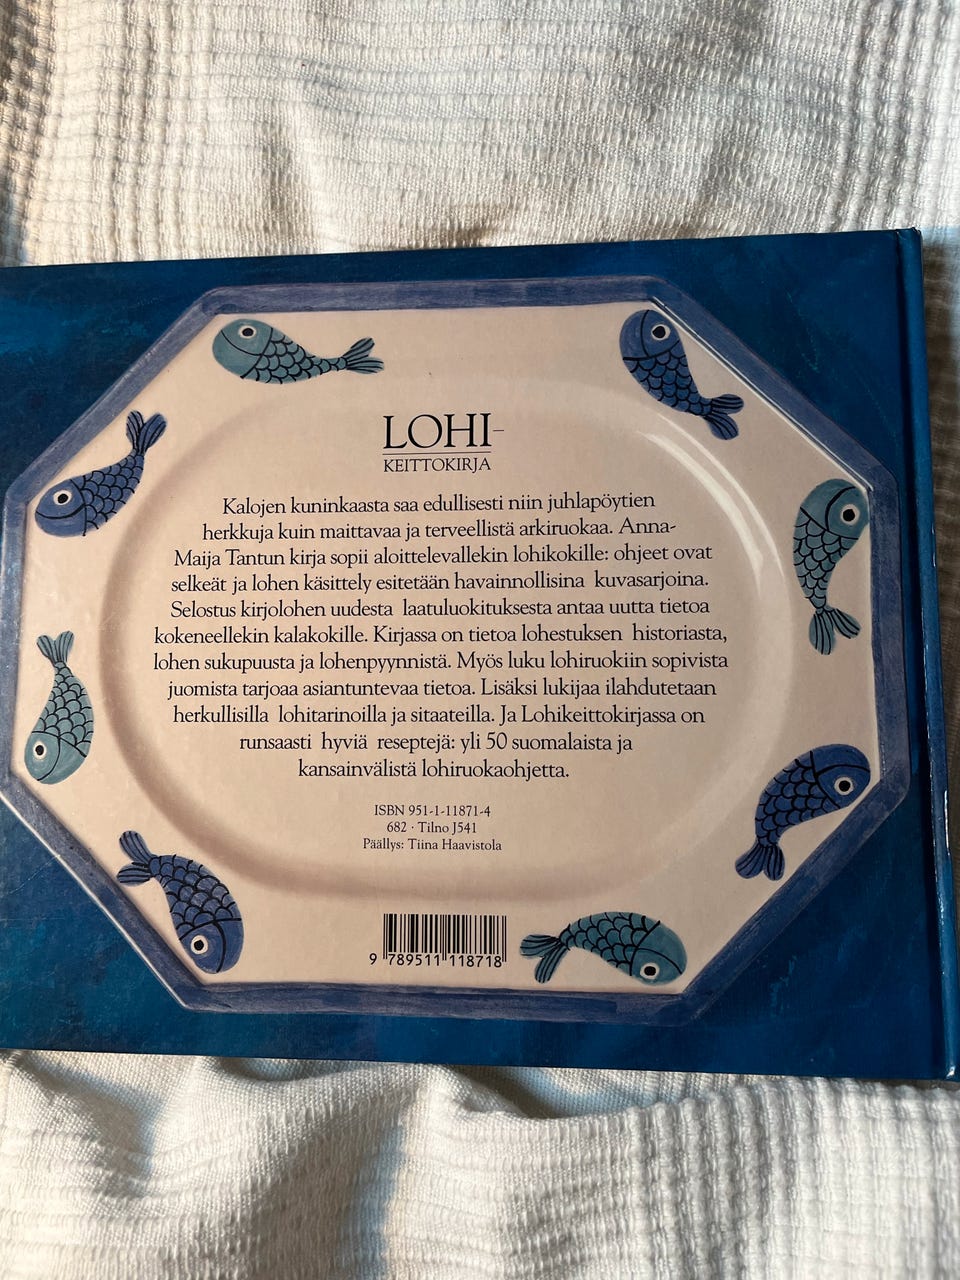 LOHI-
KEITTOKIRJA
Kalojen kuninkaasta saa edullisesti niin juhlapöytien
herkkuja kuin maittavaa ja terveellistä arkiruokaa. Anna-
Maija Tantun kirja sopii aloittelevallekin lohikokille: ohjeet ovat
selkeät ja lohen käsittely esitetään havainnollisina kuvasarjoina.
Selostus kirjolohen uudesta laatuluokituksesta antaa uutta tietoa
kokeneellekin kalakokille. Kirjassa on tietoa lohestuksen historiasta,
lohen sukupuusta ja lohenpyynnistä. Myös luku lohiruokiin sopivista
juomista tarjoaa asiantuntevaa tietoa. Lisäksi lukijaa ilahdutetaan
herkullisilla lohitarinoilla ja sitaateilla. Ja Lohikeittokirjassa on
runsaasti hyviä reseptejä: yli 50 suomalaista ja
kansainvälistä lohiruokaohjetta.
ISBN 951-1-11871-4
682 · Tilno J541
Päällys: Tiina Haavistola
9 789511 118718